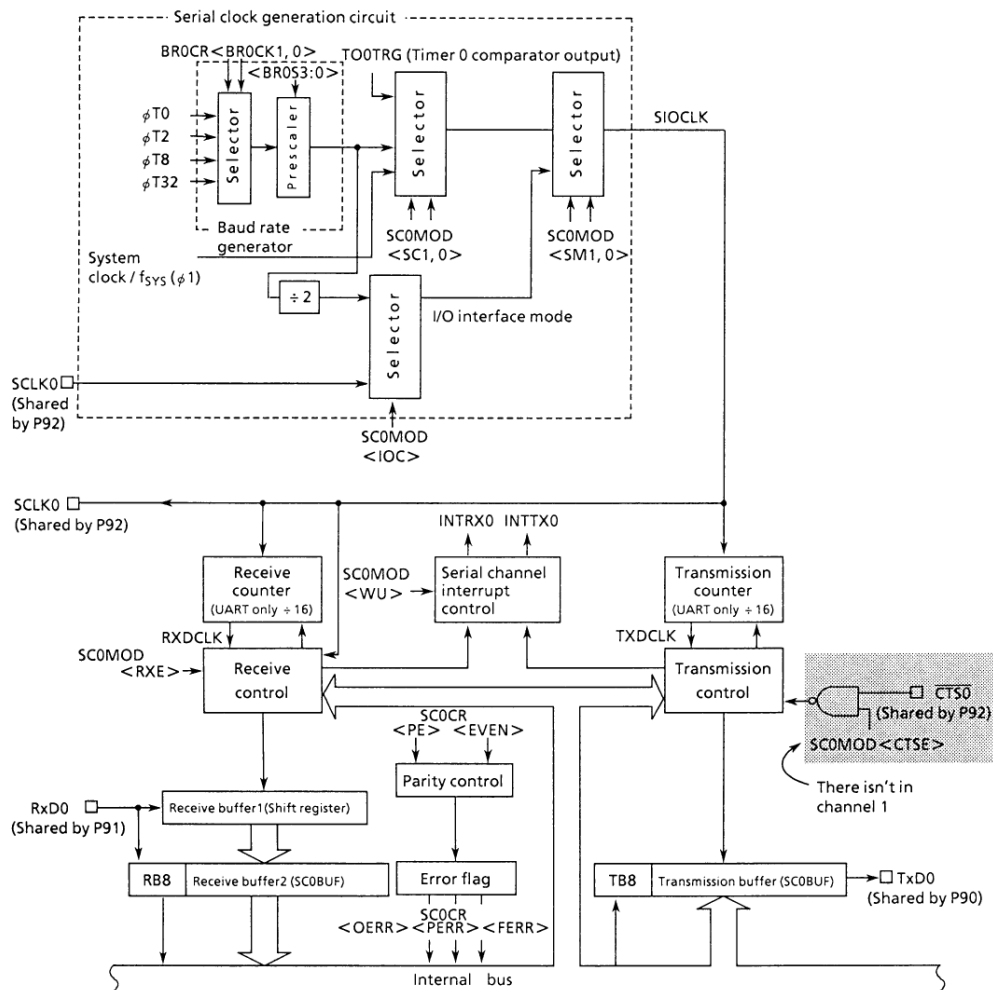 Serial clock generation circuit
BR0CR<BR0CK1, 0>
<BR0S3:0>
TO0TRG (Timer 0 comparator output)
φT0
φT2
φT8
φT32
Selector
Prescaler
Selector
Selector
SIOCLK
Baud rate
generator
SC0MOD
<SC1, 0>
SC0MOD
<SM1, 0>
System
clock / fSYS (φ1)
÷ 2
Selector
I/O interface mode
SCLK0
(Shared
by P92)
SC0MOD
<IOC>
SCLK0
(Shared by P92)
INTRX0
INTTX0
Receive
counter
(UART only ÷ 16)
SC0MOD
<WU>
Serial channel
interrupt
control
Transmission
counter
(UART only ÷ 16)
RXDCLK
TXDCLK
SC0MOD
<RXE>
Receive
control
Transmission
control
CTS0
(Shared by P92)
SC0MOD<CTSE>
SC0CR
<PE>
<EVEN>
Parity control
There isn't in
channel 1
RxD0
(Shared by P91)
Receive buffer1(Shift register)
RB8
Receive buffer2 (SC0BUF)
Error flag
TB8
Transmission buffer (SC0BUF)
TxD0
(Shared by P90)
SC0CR
<OERR>
<PERR>
<FERR>
Internal bus